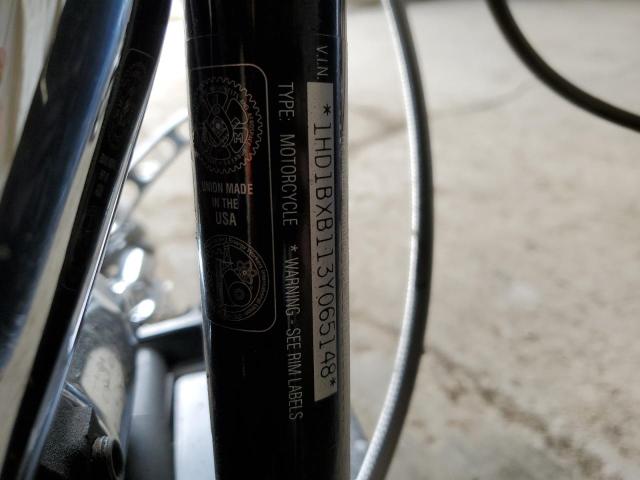 V.I.N. *1HD1BXB113Y065148*
TYPE: MOTORCYCLE * WARNING - SEE RIM LABELS
UNION MADE
IN THE
USA